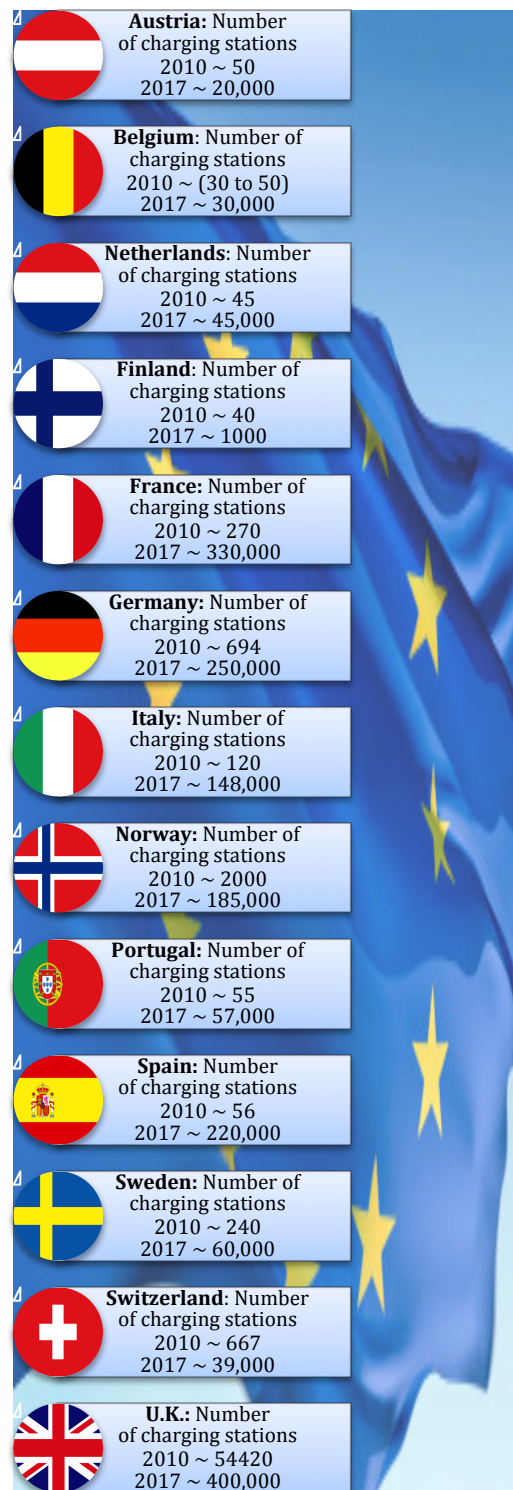 Austria: Number
of charging stations
2010 ~ 50
2017 ~ 20,000
Belgium: Number of
charging stations
2010 ~ (30 to 50)
2017 ~ 30,000
Netherlands: Number
of charging stations
2010 ~ 45
2017 ~ 45,000
Finland: Number of
charging stations
2010 ~ 40
2017 ~ 1000
France: Number of
charging stations
2010 ~ 270
2017 ~ 330,000
Germany: Number of
charging stations
2010 ~ 694
2017 ~ 250,000
Italy: Number of
charging stations
2010 ~ 120
2017 ~ 148,000
Norway: Number of
charging stations
2010 ~ 2000
2017 ~ 185,000
Portugal: Number of
charging stations
2010 ~ 55
2017 ~ 57,000
Spain: Number
of charging stations
2010 ~ 56
2017 ~ 220,000
Sweden: Number of
charging stations
2010 ~ 240
2017 ~ 60,000
Switzerland: Number
of charging stations
2010 ~ 667
2017 ~ 39,000
U.K.: Number
of charging stations
2010 ~ 54420
2017 ~ 400,000